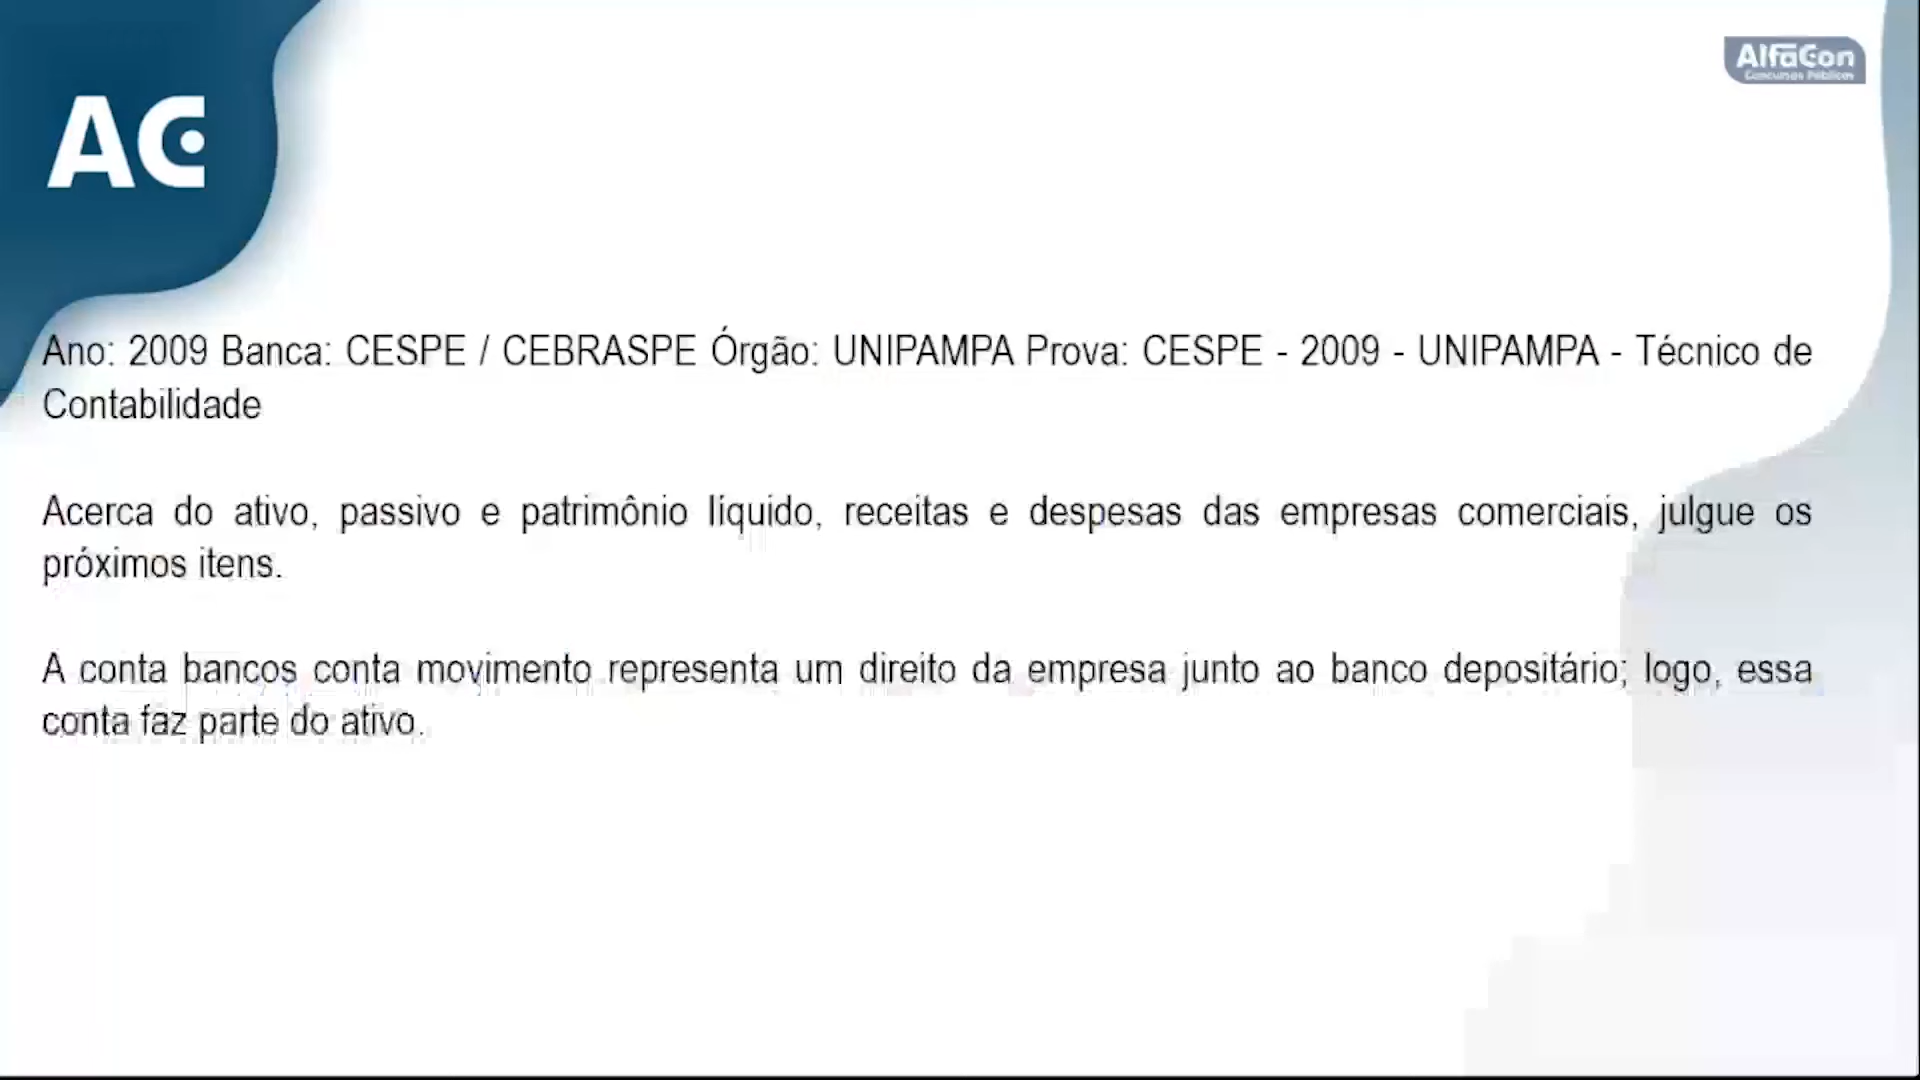 AlfaCon
Concursos Públicos
AC
Ano: 2009 Banca: CESPE / CEBRASPE Órgão: UNIPAMPA Prova: CESPE - 2009 - UNIPAMPA - Técnico de
Contabilidade
Acerca do ativo, passivo e patrimônio líquido, receitas e despesas das empresas comerciais, julgue os
próximos itens.
A conta bancos conta movimento representa um direito da empresa junto ao banco depositário; logo, essa
conta faz parte do ativo.